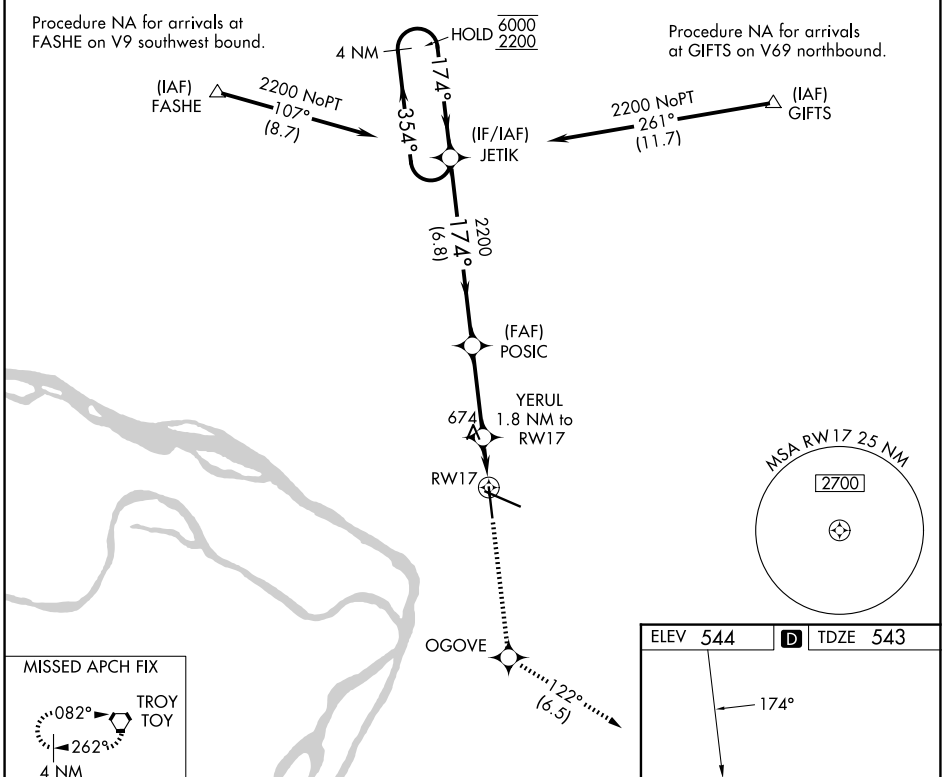 Procedure NA for arrivals at
FASHE on V9 southwest bound.
HOLD 6000
2200
4 NM
Procedure NA for arrivals
at GIFTS on V69 northbound.
(IAF)
FASHE
2200 NoPT
107°
(8.7)
174°
354°
(IF/IAF)
JETIK
2200 NoPT
261°
(11.7)
(IAF)
GIFTS
2200
174°
(6.8)
(FAF)
POSIC
YERUL
1.8 NM to
RW17
674
RW17
MSA RW17 25 NM
2700
OGOVE
122°
(6.5)
MISSED APCH FIX
TROY
TOY
082°
262°
4 NM
ELEV 544 D TDZE 543
174°